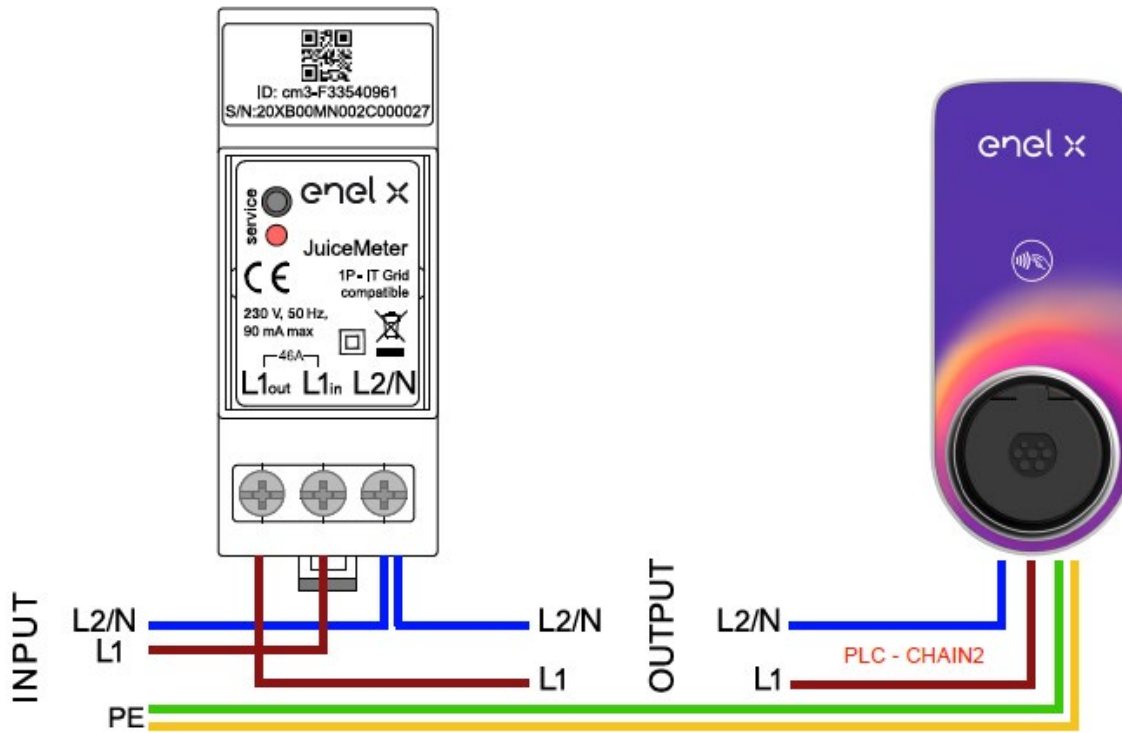 ID: cm3-F33540961
S/N:20XB00MN002C000027
service
enel x
JuiceMeter
CE
1P - IT Grid
compatible
230 V, 50 Hz,
90 mA max
46A
L1out L1in L2/N
enel x
INPUT
L2/N
L1
PE
L2/N
L1
OUTPUT
L2/N
PLC - CHAIN2
L1